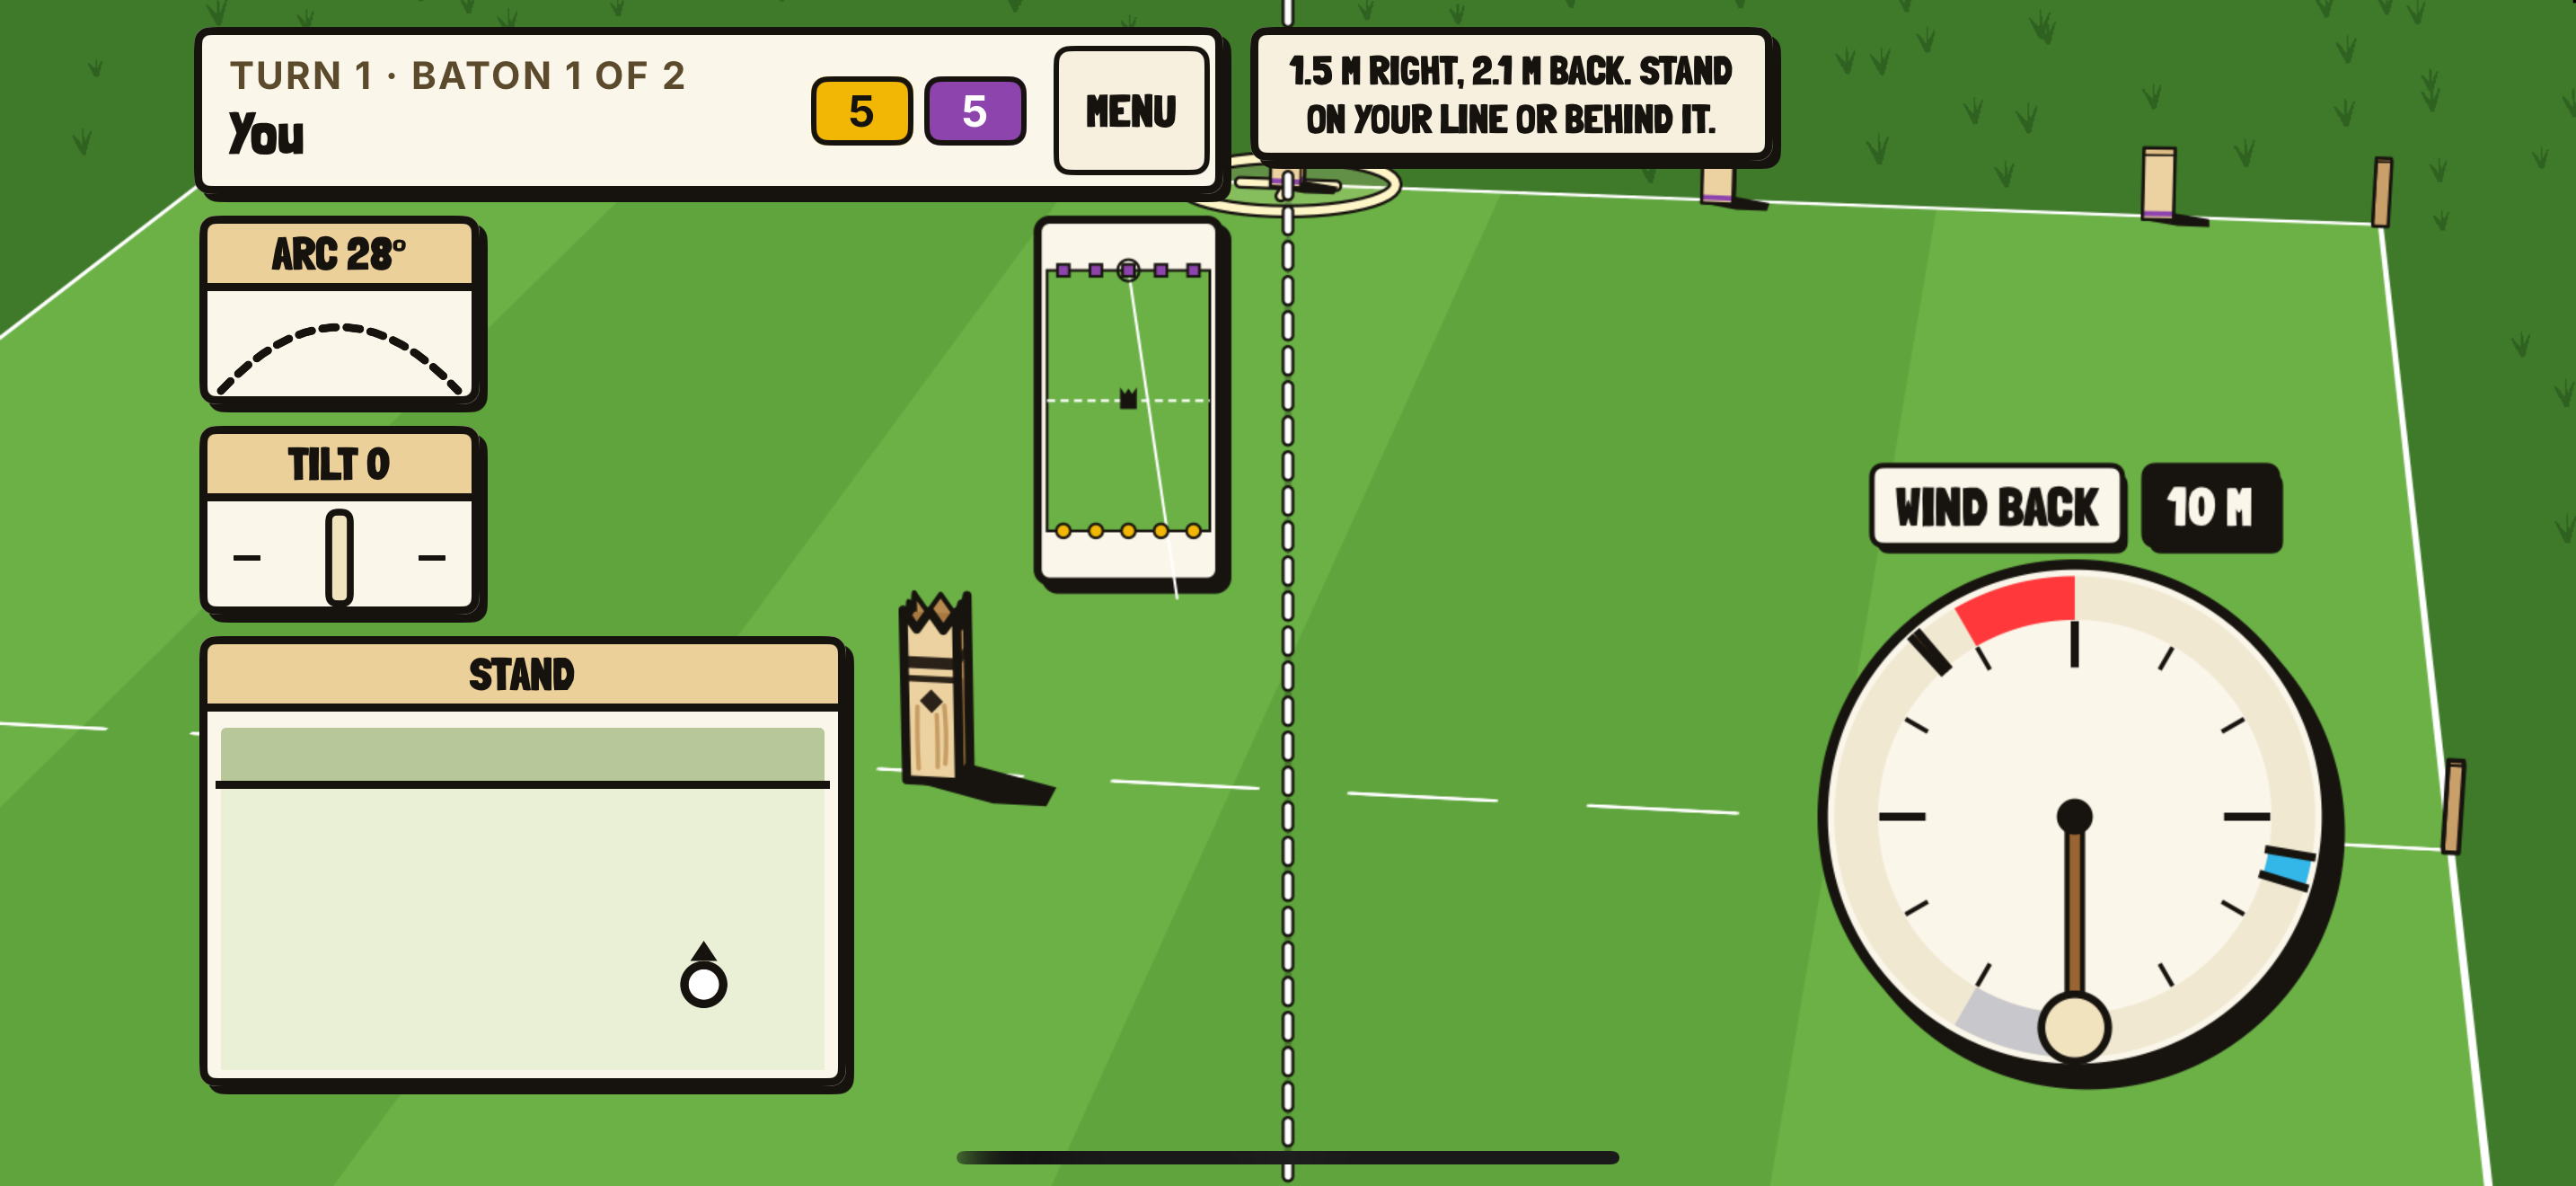 TURN 1 · BATON 1 OF 2
You
5
5
MENU
1.5 M RIGHT, 2.1 M BACK. STAND
ON YOUR LINE OR BEHIND IT.
ARC 28°
TILT 0
STAND
WIND BACK
10 M